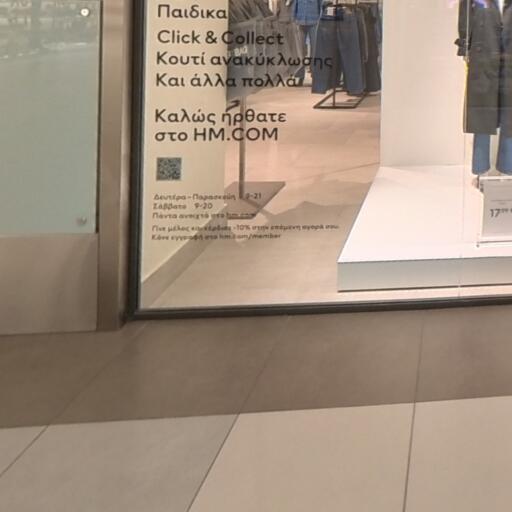 Παιδικα
Click & Collect
Κουτί ανακύκλωσης
Και άλλα πολλά
Καλώς ήρθατε
στο HM.COM
Δευτέρα - Παρασκευή 9-21
Σάββατο 9-20
Πάντα ανοιχτά στο hm.com
Γίνε μέλος και κέρδισε -10% στην επόμενη αγορά σου.
Κάνε εγγραφή στο hm.com/member
17